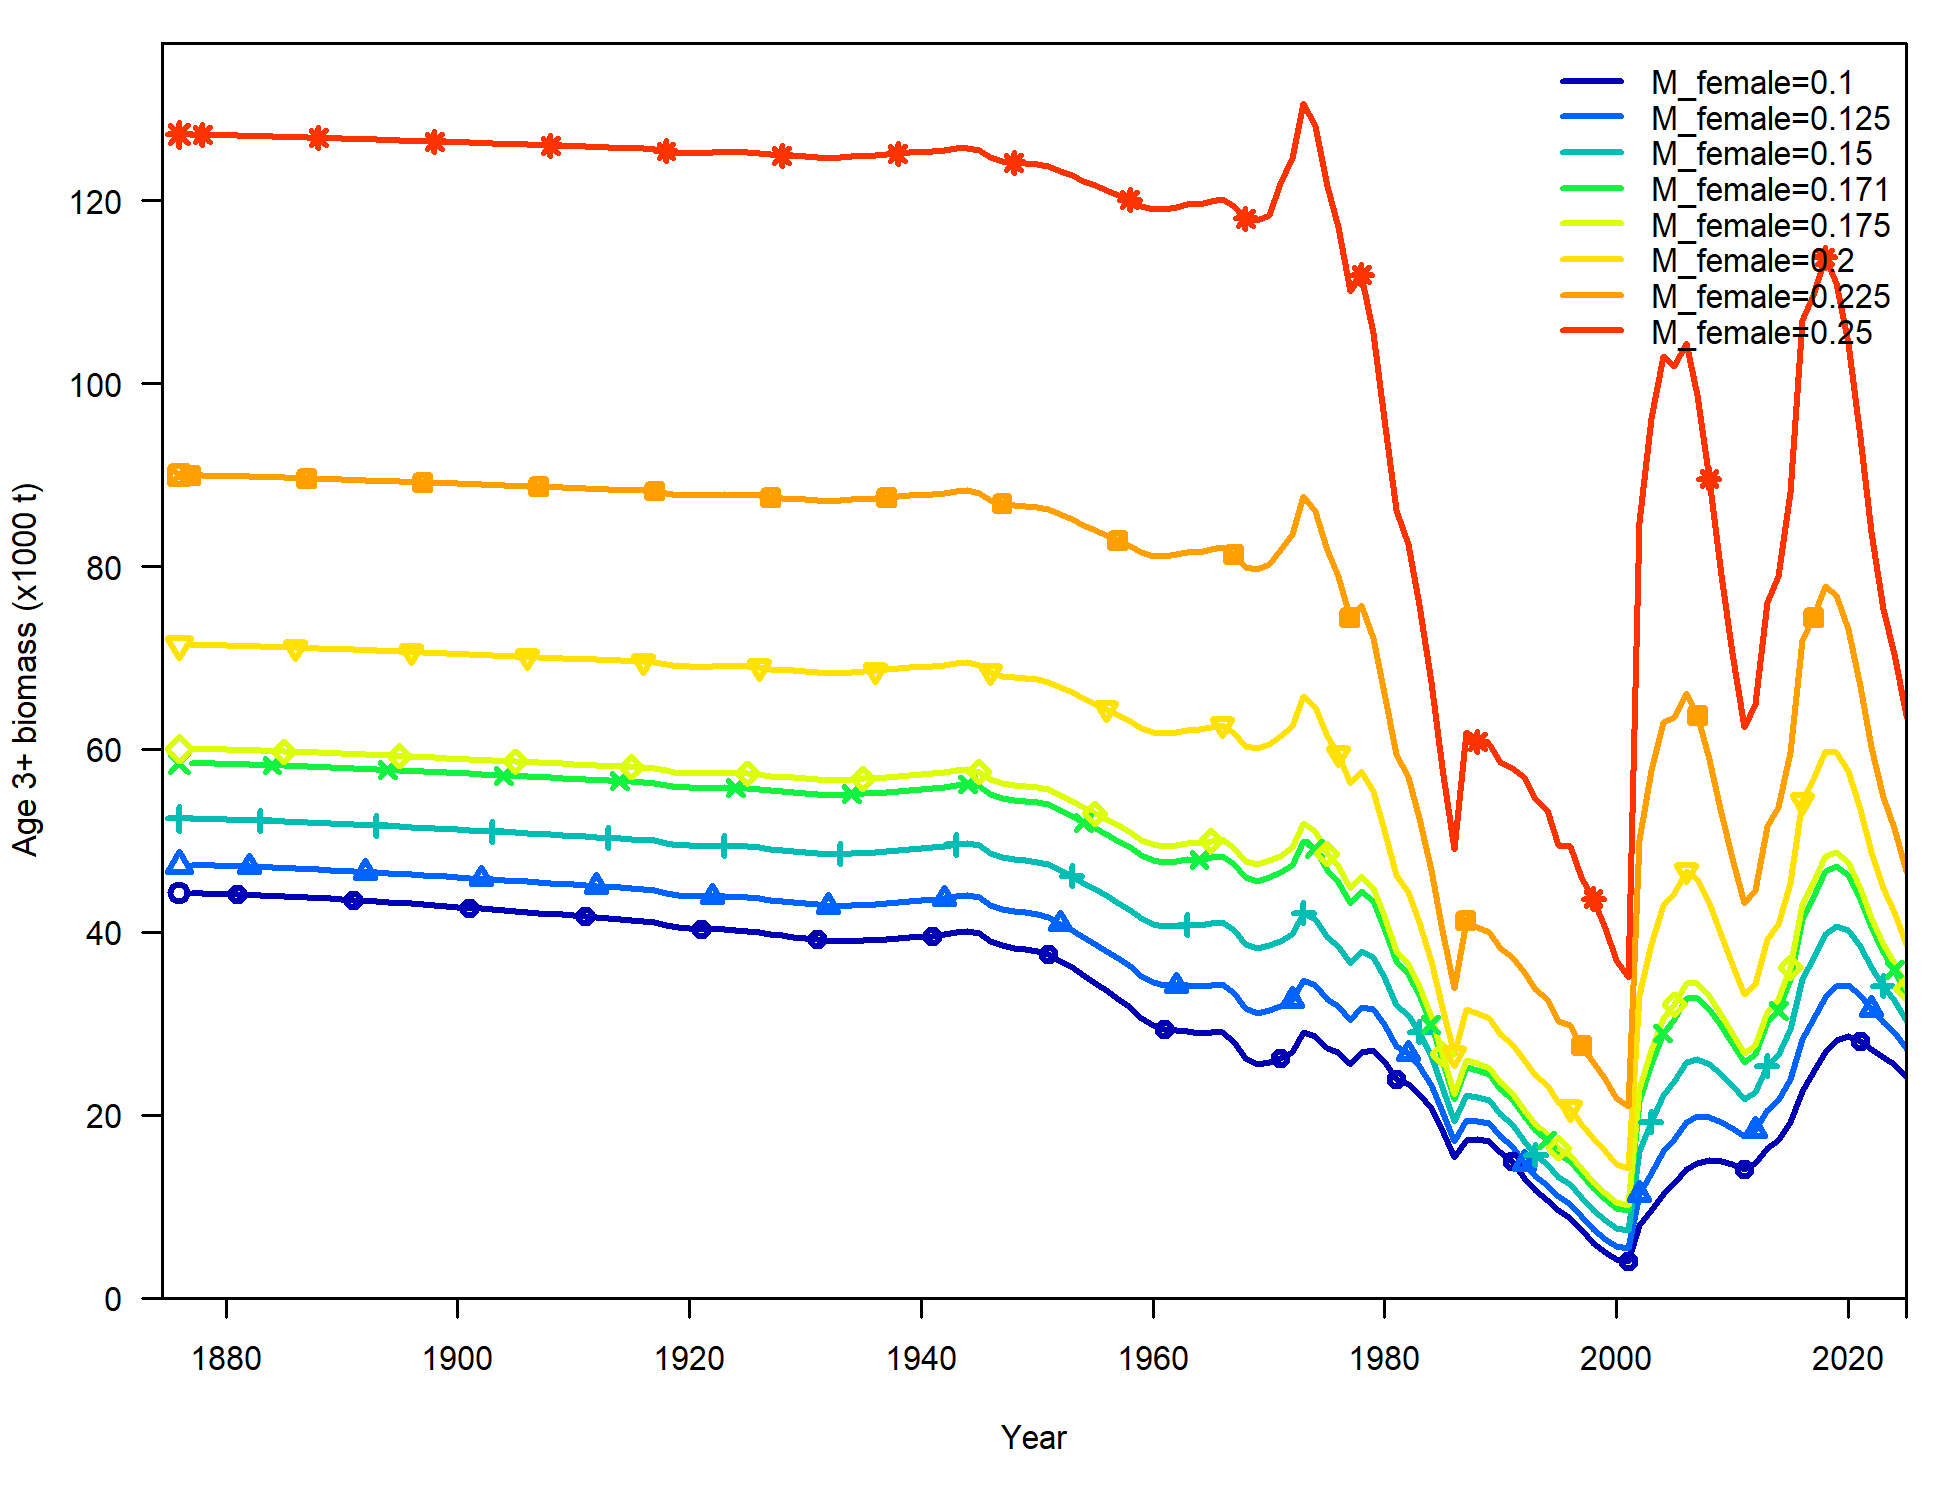 M_female=0.1
M_female=0.125
M_female=0.15
M_female=0.171
M_female=0.175
M_female=0.2
M_female=0.225
M_female=0.25
Age 3+ biomass (x1000 t)
120
100
80
60
40
20
0
1880 1900 1920 1940 1960 1980 2000 2020
Year